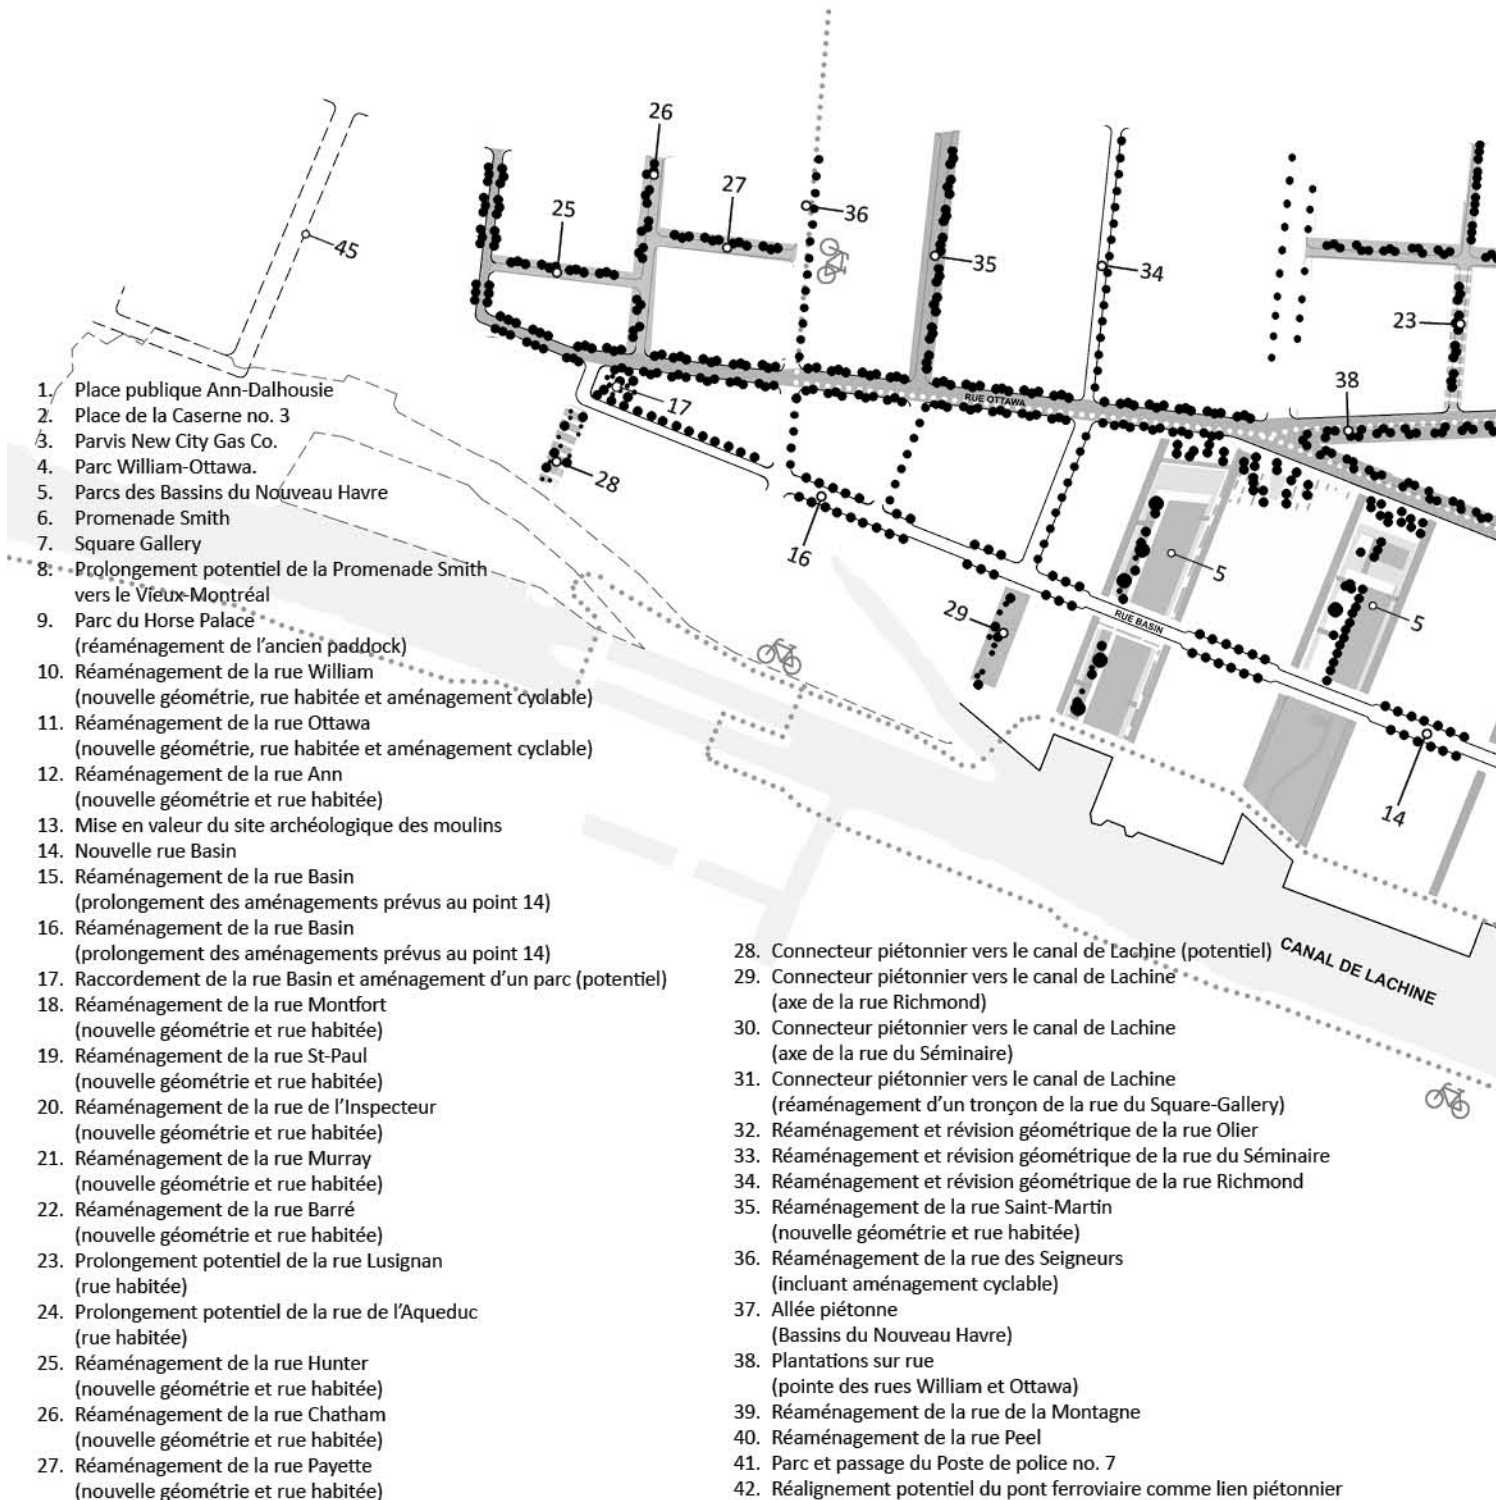 26
27
25
36
45
35
34
23
38
RUE OTTAWA
17
28
16
5
29
RUE BASIN
5
14
CANAL DE LACHINE
1. Place publique Ann-Dalhousie
2. Place de la Caserne no. 3
3. Parvis New City Gas Co.
4. Parc William-Ottawa.
5. Parcs des Bassins du Nouveau Havre
6. Promenade Smith
7. Square Gallery
8. Prolongement potentiel de la Promenade Smith
vers le Vieux-Montréal
9. Parc du Horse Palace
(réaménagement de l'ancien paddock)
10. Réaménagement de la rue William
(nouvelle géométrie, rue habitée et aménagement cyclable)
11. Réaménagement de la rue Ottawa
(nouvelle géométrie, rue habitée et aménagement cyclable)
12. Réaménagement de la rue Ann
(nouvelle géométrie et rue habitée)
13. Mise en valeur du site archéologique des moulins
14. Nouvelle rue Basin
15. Réaménagement de la rue Basin
(prolongement des aménagements prévus au point 14)
16. Réaménagement de la rue Basin
(prolongement des aménagements prévus au point 14)
17. Raccordement de la rue Basin et aménagement d'un parc (potentiel)
18. Réaménagement de la rue Montfort
(nouvelle géométrie et rue habitée)
19. Réaménagement de la rue St-Paul
(nouvelle géométrie et rue habitée)
20. Réaménagement de la rue de l'Inspecteur
(nouvelle géométrie et rue habitée)
21. Réaménagement de la rue Murray
(nouvelle géométrie et rue habitée)
22. Réaménagement de la rue Barré
(nouvelle géométrie et rue habitée)
23. Prolongement potentiel de la rue Lusignan
(rue habitée)
24. Prolongement potentiel de la rue de l'Aqueduc
(rue habitée)
25. Réaménagement de la rue Hunter
(nouvelle géométrie et rue habitée)
26. Réaménagement de la rue Chatham
(nouvelle géométrie et rue habitée)
27. Réaménagement de la rue Payette
(nouvelle géométrie et rue habitée)
28. Connecteur piétonnier vers le canal de Lachine (potentiel)
29. Connecteur piétonnier vers le canal de Lachine
(axe de la rue Richmond)
30. Connecteur piétonnier vers le canal de Lachine
(axe de la rue du Séminaire)
31. Connecteur piétonnier vers le canal de Lachine
(réaménagement d'un tronçon de la rue du Square-Gallery)
32. Réaménagement et révision géométrique de la rue Olier
33. Réaménagement et révision géométrique de la rue du Séminaire
34. Réaménagement et révision géométrique de la rue Richmond
35. Réaménagement de la rue Saint-Martin
(nouvelle géométrie et rue habitée)
36. Réaménagement de la rue des Seigneurs
(incluant aménagement cyclable)
37. Allée piétonne
(Bassins du Nouveau Havre)
38. Plantations sur rue
(pointe des rues William et Ottawa)
39. Réaménagement de la rue de la Montagne
40. Réaménagement de la rue Peel
41. Parc et passage du Poste de police no. 7
42. Réalignement potentiel du pont ferroviaire comme lien piétonnier